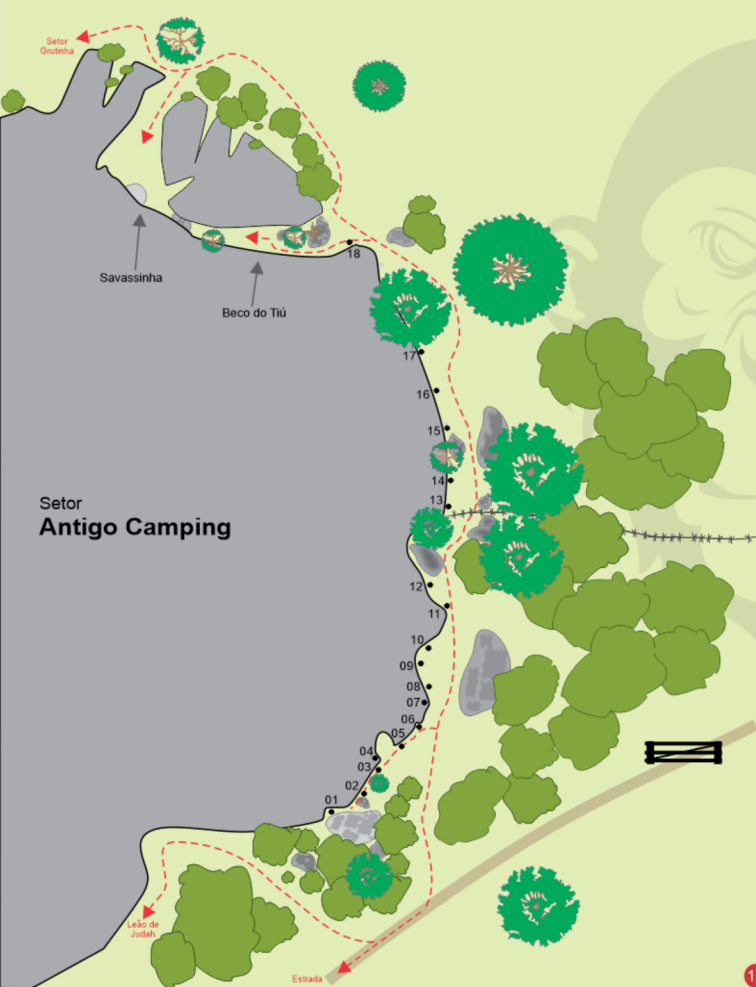 Setor
Grutinha
Savassinha
Beco do Tiú
18
17
16
15
14
13
Setor
Antigo Camping
12
11
10
09
08
07
06
05
04
03
02
01
Leão de
Judah
Estrada
1